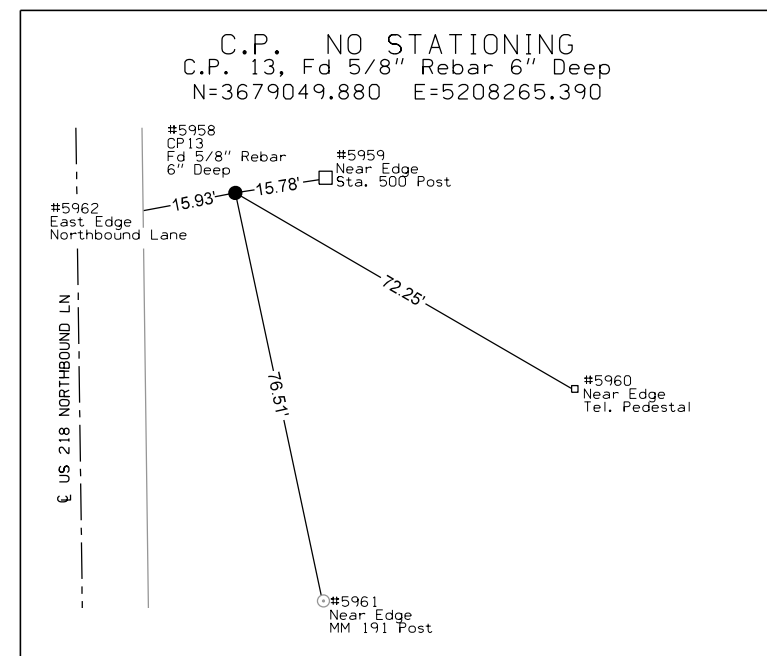 C.P. NO STATIONING
C.P. 13, Fd 5/8" Rebar 6" Deep
N=3679049.880 E=5208265.390
#5958
CP13
Fd 5/8" Rebar
6" Deep
#5959
Near Edge
Sta. 500 Post
15.93'
15.78'
#5962
East Edge
Northbound Lane
72.25'
76.51'
℄ US 218 NORTHBOUND LN
#5960
Near Edge
Tel. Pedestal
#5961
Near Edge
MM 191 Post